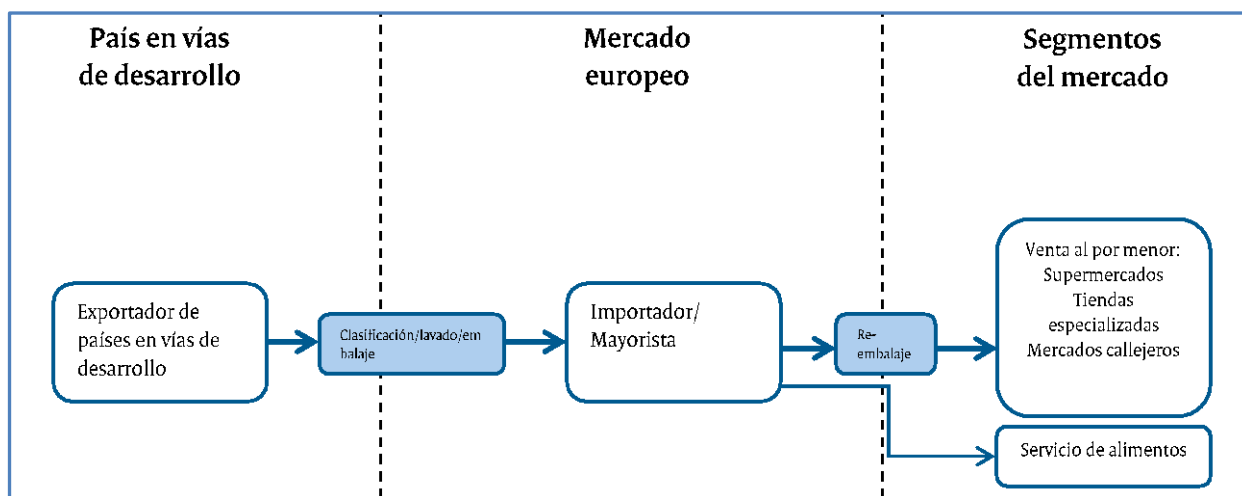 País en vías
de desarrollo
Mercado
europeo
Segmentos
del mercado
Exportador de
países en vías de
desarrollo
Clasificación/lavado/em
balaje
Importador/
Mayorista
Re-
embalaje
Venta al por menor:
Supermercados
Tiendas
especializadas
Mercados callejeros
Servicio de alimentos